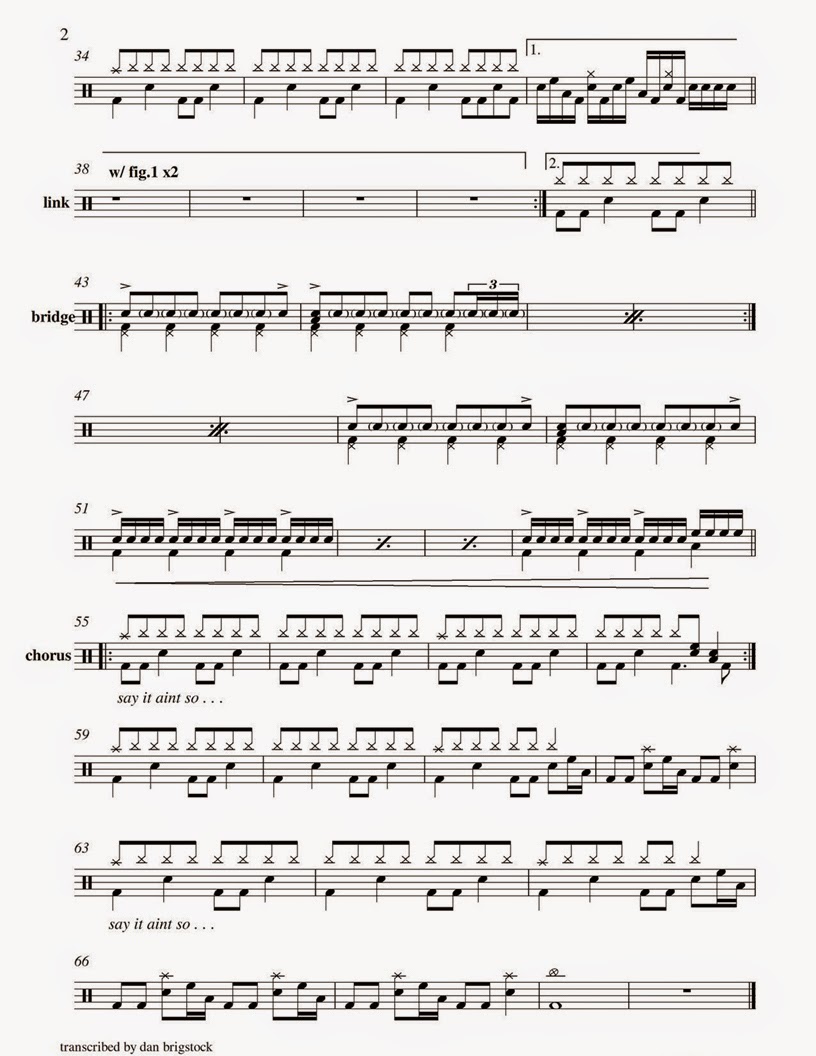 2
34
1.
38 w/ fig.1 x2
link
2.
43
bridge
3
47
51
55
chorus
say it aint so . . .
59
63
say it aint so . . .
66
transcribed by dan brigstock